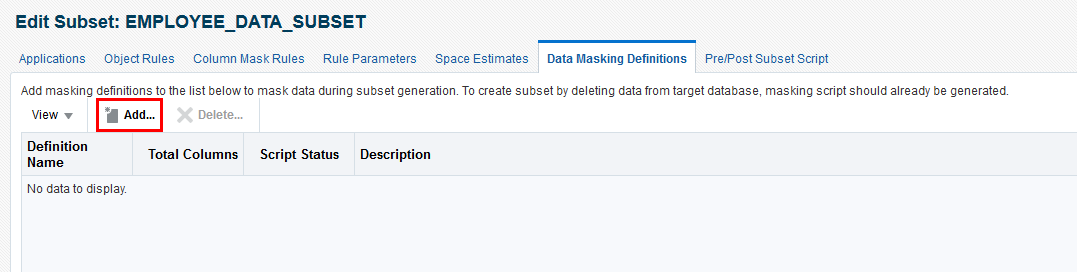 Edit Subset: EMPLOYEE_DATA_SUBSET
Applications Object Rules Column Mask Rules Rule Parameters Space Estimates Data Masking Definitions Pre/Post Subset Script
Add masking definitions to the list below to mask data during subset generation. To create subset by deleting data from target database, masking script should already be generated.
View Add... Delete...
Definition
Name Total Columns Script Status Description
No data to display.